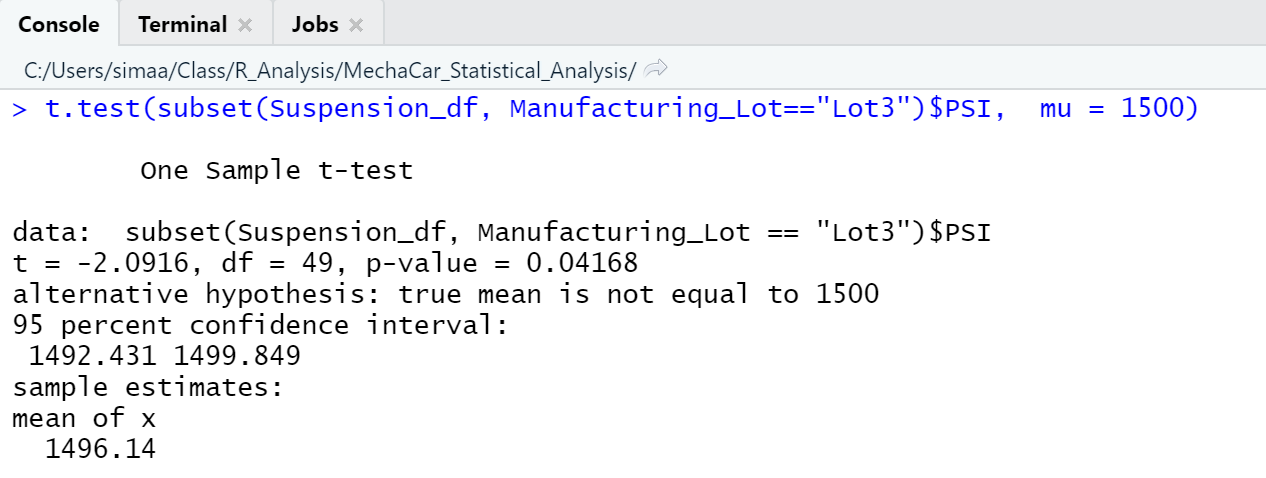 Console Terminal Jobs
C:/Users/simaa/Class/R_Analysis/MechaCar_Statistical_Analysis/
> t.test(subset(Suspension_df, Manufacturing_Lot=="Lot3")$PSI,  mu = 1500)
One Sample t-test
data:  subset(Suspension_df, Manufacturing_Lot == "Lot3")$PSI
t = -2.0916, df = 49, p-value = 0.04168
alternative hypothesis: true mean is not equal to 1500
95 percent confidence interval:
1492.431 1499.849
sample estimates:
mean of x
1496.14